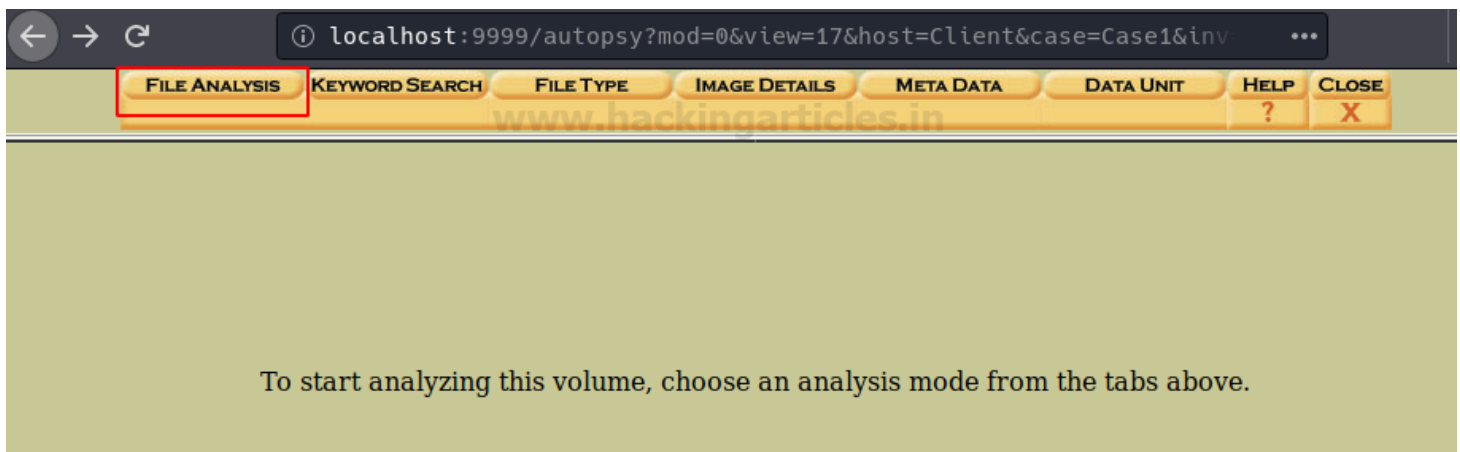 localhost:9999/autopsy?mod=0&view=17&host=Client&case=Case1&inv •••
FILE ANALYSIS KEYWORD SEARCH FILE TYPE IMAGE DETAILS META DATA DATA UNIT HELP CLOSE
? X
www.hackingarticles.in
To start analyzing this volume, choose an analysis mode from the tabs above.